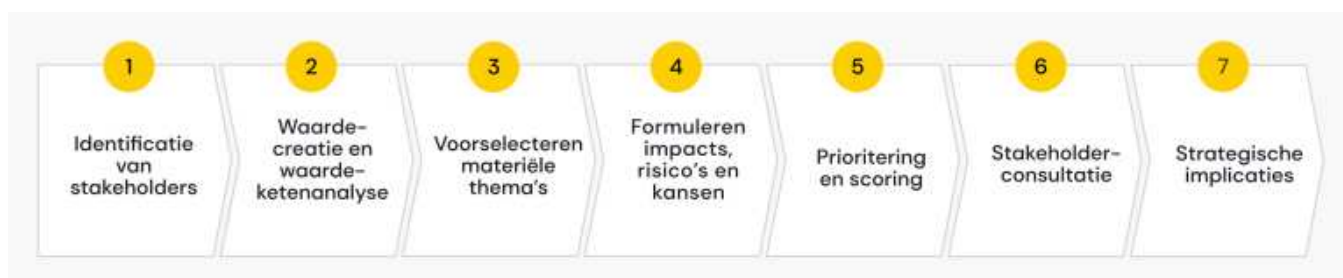 1
Identificatie
van
stakeholders
2
Waarde-
creatie en
waarde-
ketenanalyse
3
Voorselecteren
materiële
thema's
4
Formuleren
impacts,
risico's en
kansen
5
Prioritering
en scoring
6
Stakeholder-
consultatie
7
Strategische
implicaties